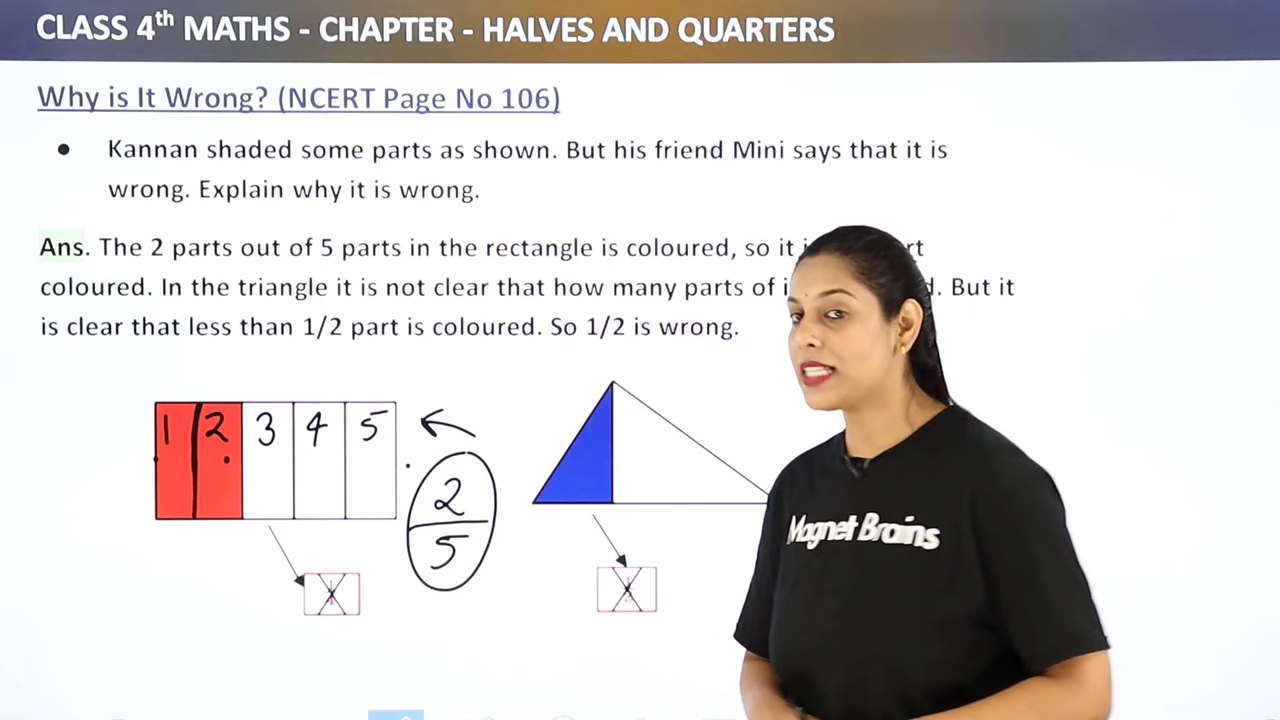 CLASS 4th MATHS - CHAPTER - HALVES AND QUARTERS
Why is It Wrong? (NCERT Page No 106)
● Kannan shaded some parts as shown. But his friend Mini says that it is
wrong. Explain why it is wrong.
Ans. The 2 parts out of 5 parts in the rectangle is coloured, so it
coloured. In the triangle it is not clear that how many parts of But it
is clear that less than 1/2 part is coloured. So 1/2 is wrong.
1 2 3 4 5
2
5
Magnet Brains